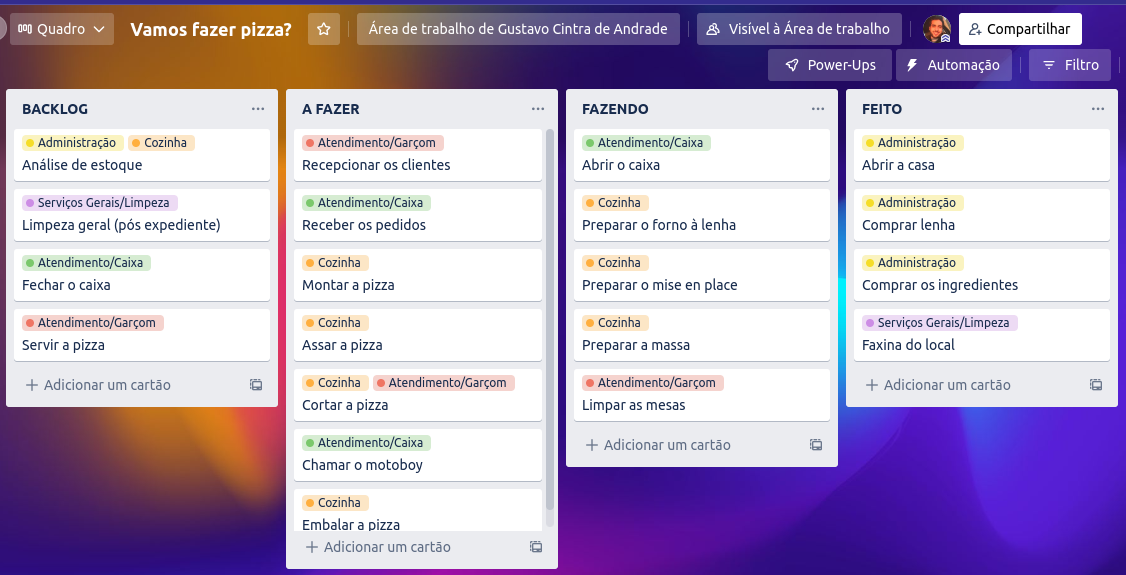 Quadro
Vamos fazer pizza?
Área de trabalho de Gustavo Cintra de Andrade
Visível à Área de trabalho
Compartilhar
Power-Ups
Automação
Filtro
BACKLOG
Administração Cozinha
Análise de estoque
Serviços Gerais/Limpeza
Limpeza geral (pós expediente)
Atendimento/Caixa
Fechar o caixa
Atendimento/Garçom
Servir a pizza
Adicionar um cartão
A FAZER
Atendimento/Garçom
Recepcionar os clientes
Atendimento/Caixa
Receber os pedidos
Cozinha
Montar a pizza
Cozinha
Assar a pizza
Cozinha Atendimento/Garçom
Cortar a pizza
Atendimento/Caixa
Chamar o motoboy
Cozinha
Embalar a pizza
Adicionar um cartão
FAZENDO
Atendimento/Caixa
Abrir o caixa
Cozinha
Preparar o forno à lenha
Cozinha
Preparar o mise en place
Cozinha
Preparar a massa
Atendimento/Garçom
Limpar as mesas
Adicionar um cartão
FEITO
Administração
Abrir a casa
Administração
Comprar lenha
Administração
Comprar os ingredientes
Serviços Gerais/Limpeza
Faxina do local
Adicionar um cartão